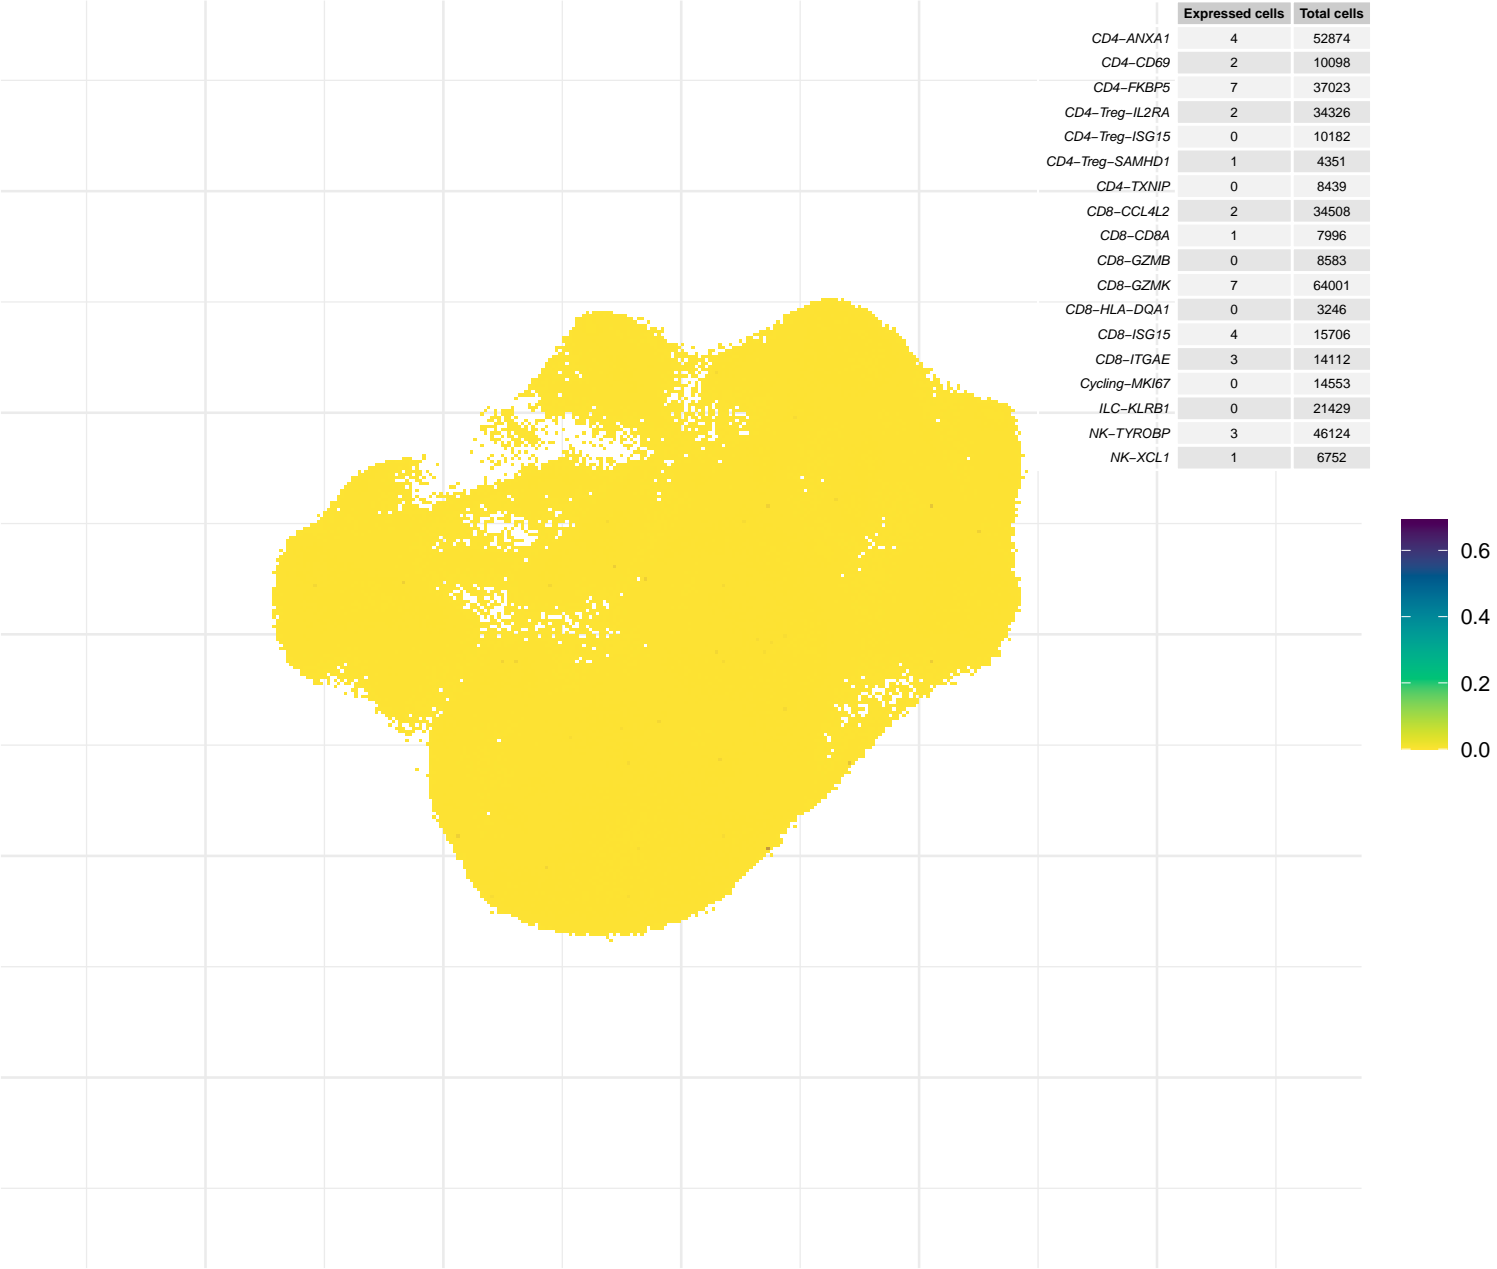 Expressed cells Total cells
CD4−ANXA1 4 52874
CD4−CD69 2 10098
CD4−FKBP5 7 37023
CD4−Treg−IL2RA 2 34326
CD4−Treg−ISG15 0 10182
CD4−Treg−SAMHD1 1 4351
CD4−TXNIP 0 8439
CD8−CCL4L2 2 34508
CD8−CD8A 1 7996
CD8−GZMB 0 8583
CD8−GZMK 7 64001
CD8−HLA−DQA1 0 3246
CD8−ISG15 4 15706
CD8−ITGAE 3 14112
Cycling−MKI67 0 14553
ILC−KLRB1 0 21429
NK−TYROBP 3 46124
NK−XCL1 1 6752
0.6
0.4
0.2
0.0